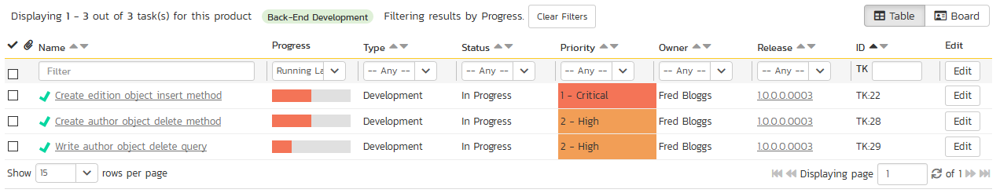 Displaying 1 - 3 out of 3 task(s) for this product Back-End Development Filtering results by Progress. Clear Filters Table Board
Name Progress Type Status Priority Owner Release ID Edit
Filter Running La -- Any -- -- Any -- -- Any -- -- Any -- -- Any -- TK Edit
Create edition object insert method Development In Progress 1 - Critical Fred Bloggs 1.0.0.0.0003 TK:22 Edit
Create author object delete method Development In Progress 2 - High Fred Bloggs 1.0.0.0.0003 TK:28 Edit
Write author object delete query Development In Progress 2 - High Fred Bloggs 1.0.0.0.0003 TK:29 Edit
Show 15 rows per page Displaying page 1 of 1